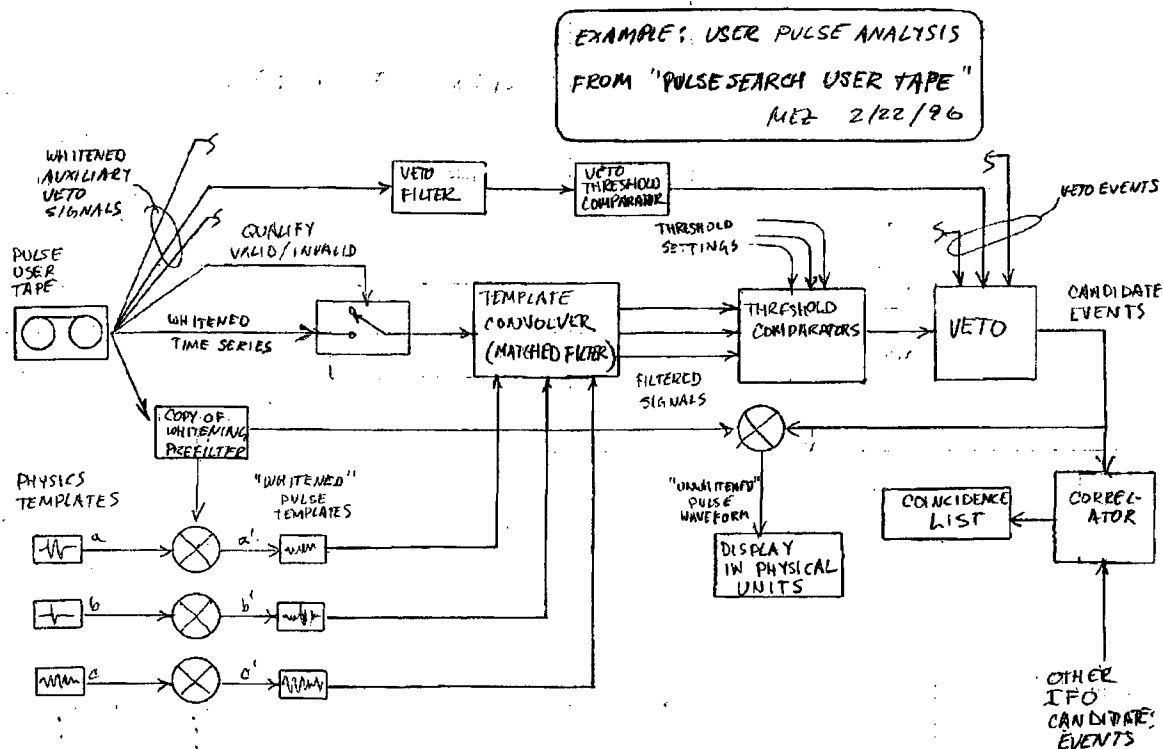 EXAMPLE: USER PULSE ANALYSIS
FROM "PULSESEARCH USER TAPE"
MEZ 2/22/96
WHITENED
AUXILIARY
VETO
SIGNALS
VETO
FILTER
VETO
THRESHOLD
COMPARATOR
VETO EVENTS
QUALIFY
VALID/INVALID
THRESHOLD
SETTINGS
PULSE
USER
TAPE
WHITENED
TIME SERIES
TEMPLATE
CONVOLVER
(MATCHED FILTER)
THRESHOLD
COMPARATORS
VETO
CANDIDATE
EVENTS
FILTERED
SIGNALS
COPY OF
WHITENING
PREFILTER
PHYSICS
TEMPLATES
"WHITENED"
PULSE
TEMPLATES
"UNWHITENED"
PULSE
WAVEFORM
COINCIDENCE
LIST
CORREL-
ATOR
DISPLAY
IN PHYSICAL
UNITS
a
a'
b
b'
c
c'
OTHER
IFO
CANDIDATE
EVENTS